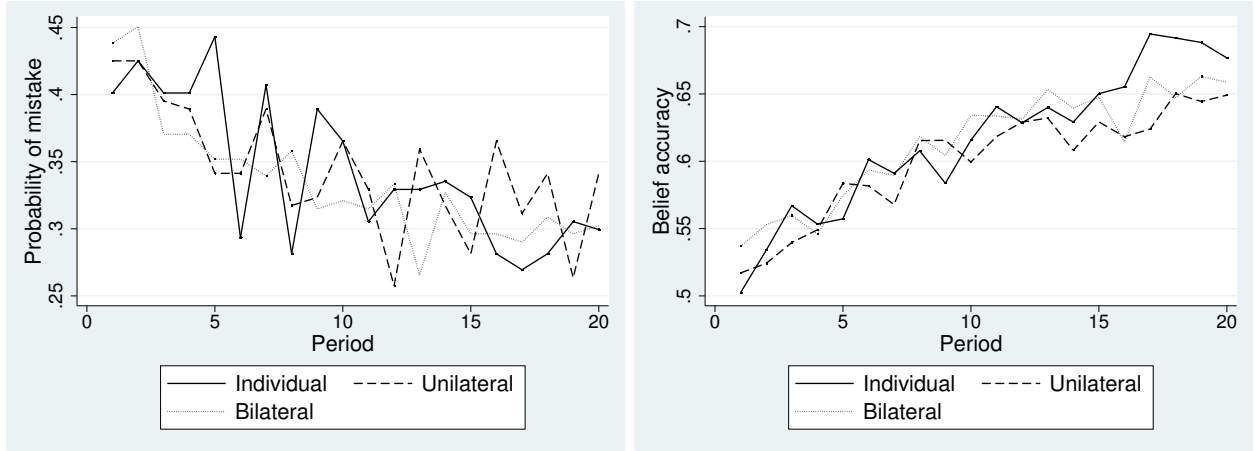 Probability of mistake
.45
.4
.35
.3
.25
0 5 10 15 20
Period
Individual Unilateral
Bilateral
Belief accuracy
.7
.65
.6
.55
.5
0 5 10 15 20
Period
Individual Unilateral
Bilateral